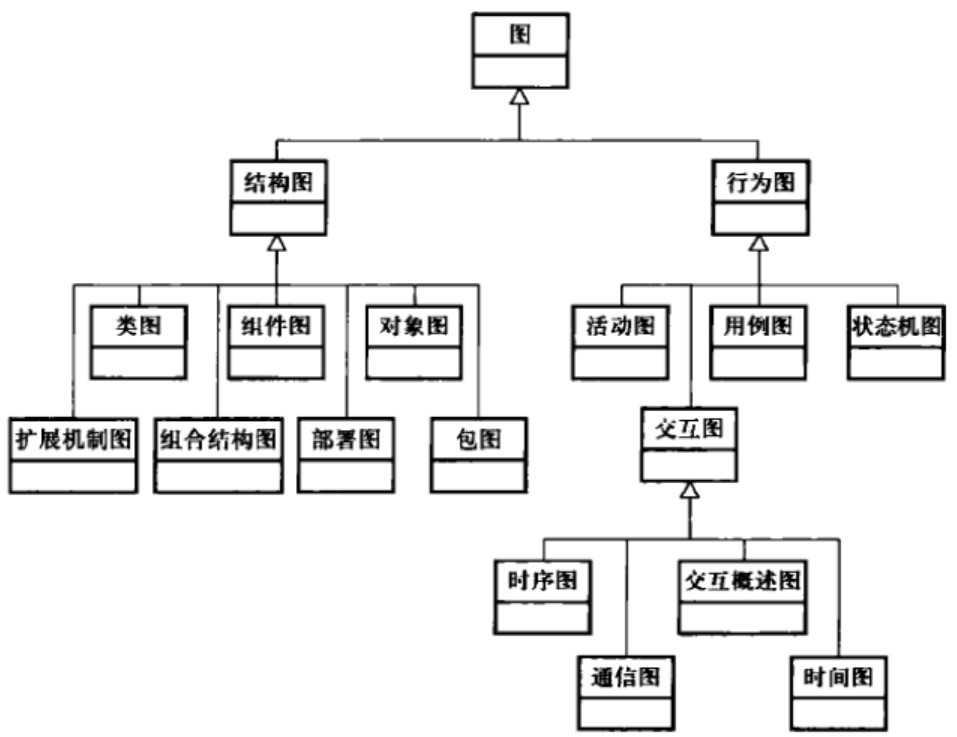 图
结构图
行为图
类图
组件图
对象图
活动图
用例图
状态机图
扩展机制图
组合结构图
部署图
包图
交互图
时序图
交互概述图
通信图
时间图